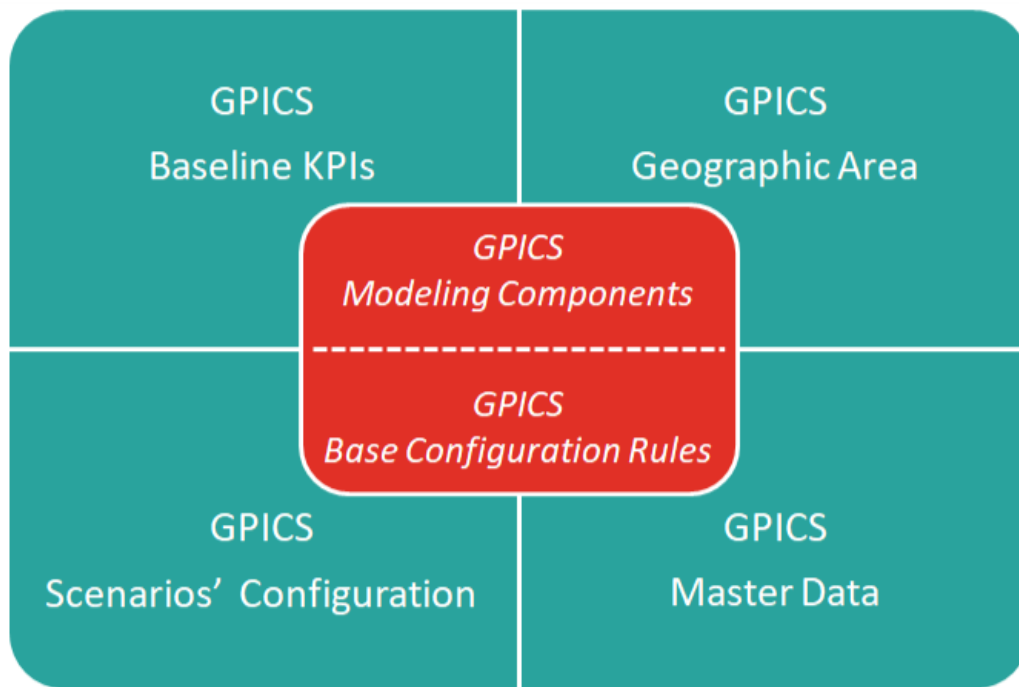 GPICS
Baseline KPIs
GPICS
Geographic Area
GPICS
Modeling Components
GPICS
Base Configuration Rules
GPICS
Scenarios’ Configuration
GPICS
Master Data